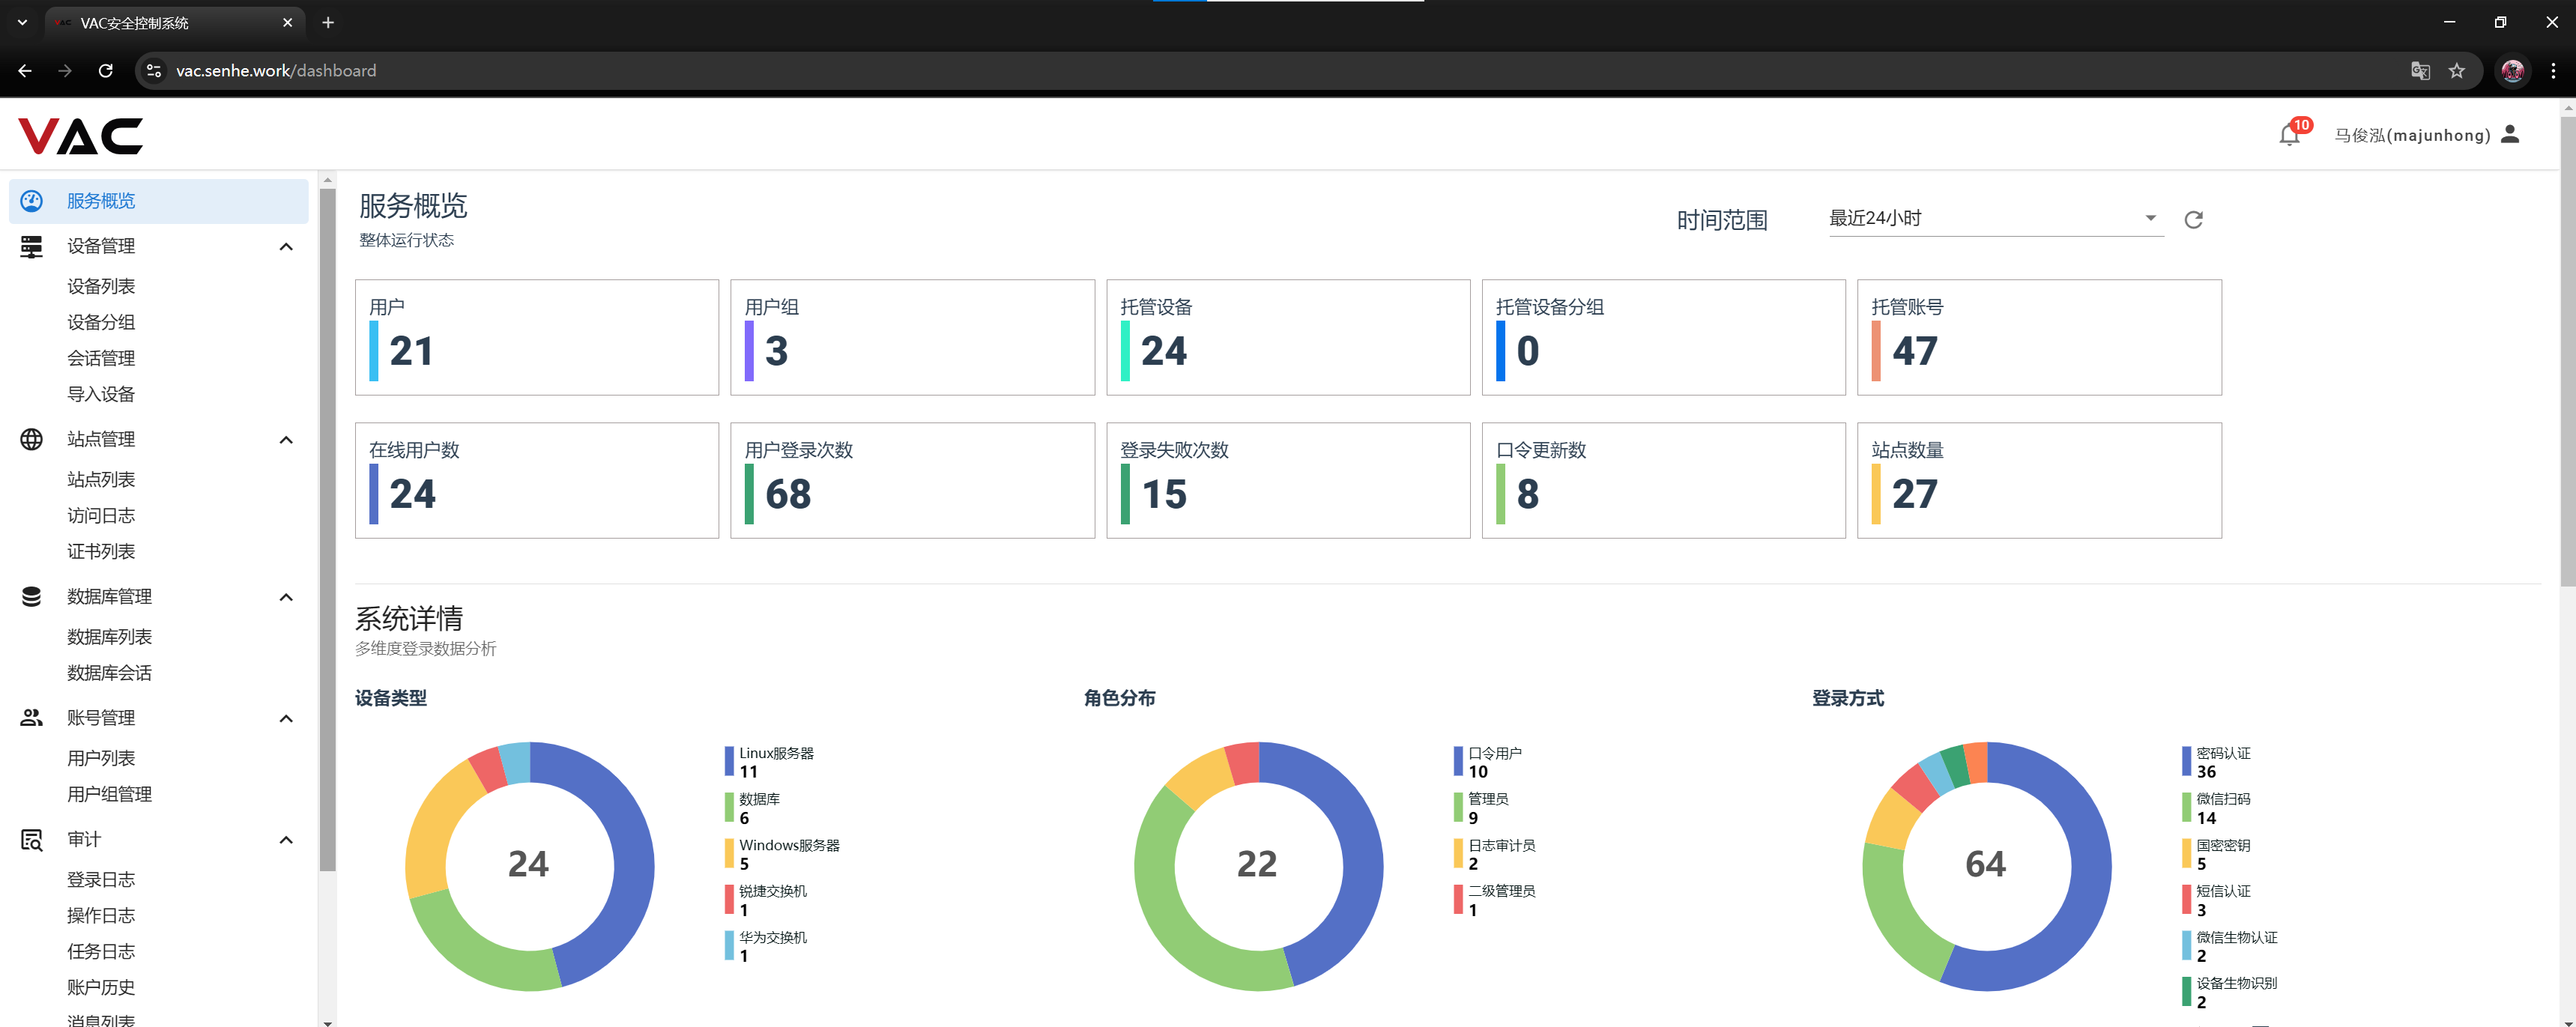 VAC安全控制系统
vac.senhe.work/dashboard
VAC
10
马俊泓(majunhong)
服务概览
设备管理
设备列表
设备分组
会话管理
导入设备
站点管理
站点列表
访问日志
证书列表
数据库管理
数据库列表
数据库会话
账号管理
用户列表
用户组管理
审计
登录日志
操作日志
任务日志
账户历史
消息列表
服务概览
整体运行状态
时间范围
最近24小时
用户
21
用户组
3
托管设备
24
托管设备分组
0
托管账号
47
在线用户数
24
用户登录次数
68
登录失败次数
15
口令更新数
8
站点数量
27
系统详情
多维度登录数据分析
设备类型
24
Linux服务器
11
数据库
6
Windows服务器
5
锐捷交换机
1
华为交换机
1
角色分布
22
口令用户
10
管理员
9
日志审计员
2
二级管理员
1
登录方式
64
密码认证
36
微信扫码
14
国密密钥
5
短信认证
3
微信生物认证
2
设备生物识别
2